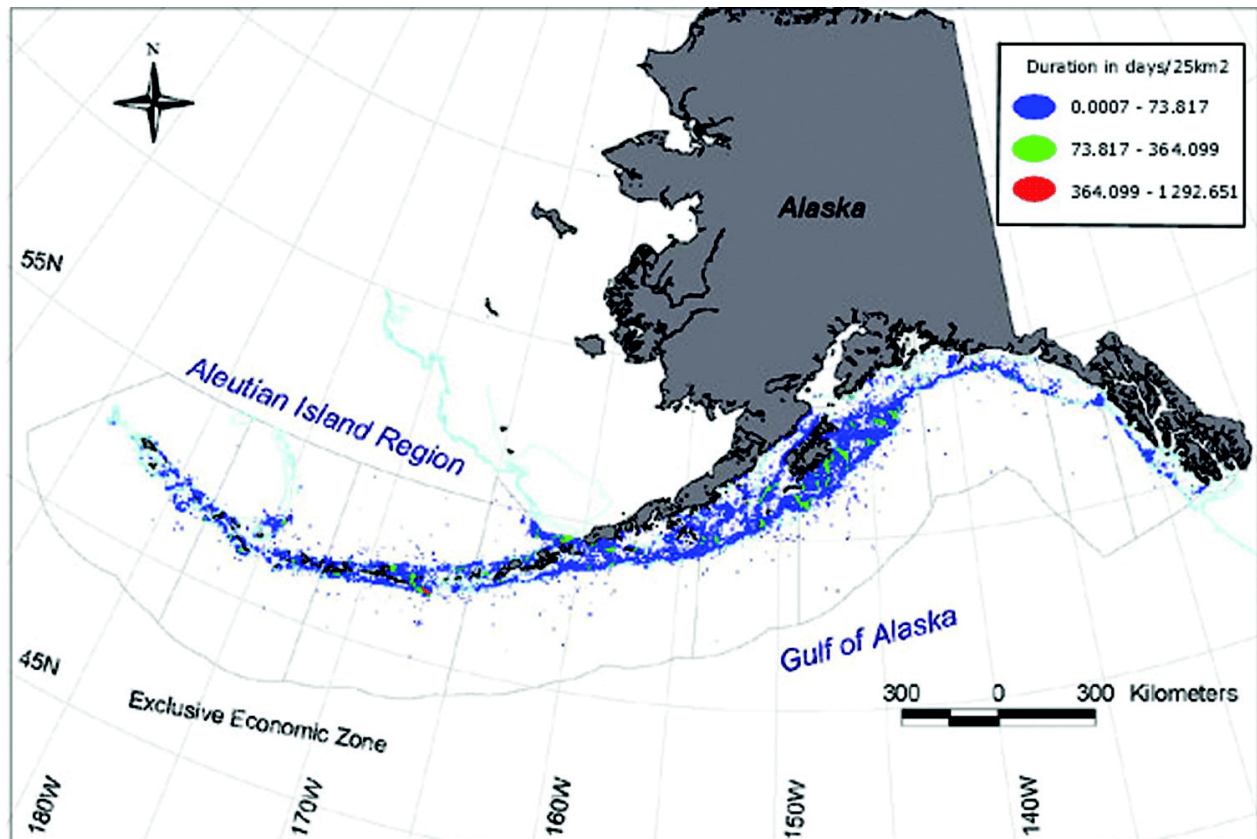 N
Duration in days/25km2
0.0007 - 73.817
73.817 - 364.099
364.099 - 1292.651
Alaska
55N
Aleutian Island Region
Gulf of Alaska
45N
300 0 300 Kilometers
Exclusive Economic Zone
180W
170W
160W
150W
140W